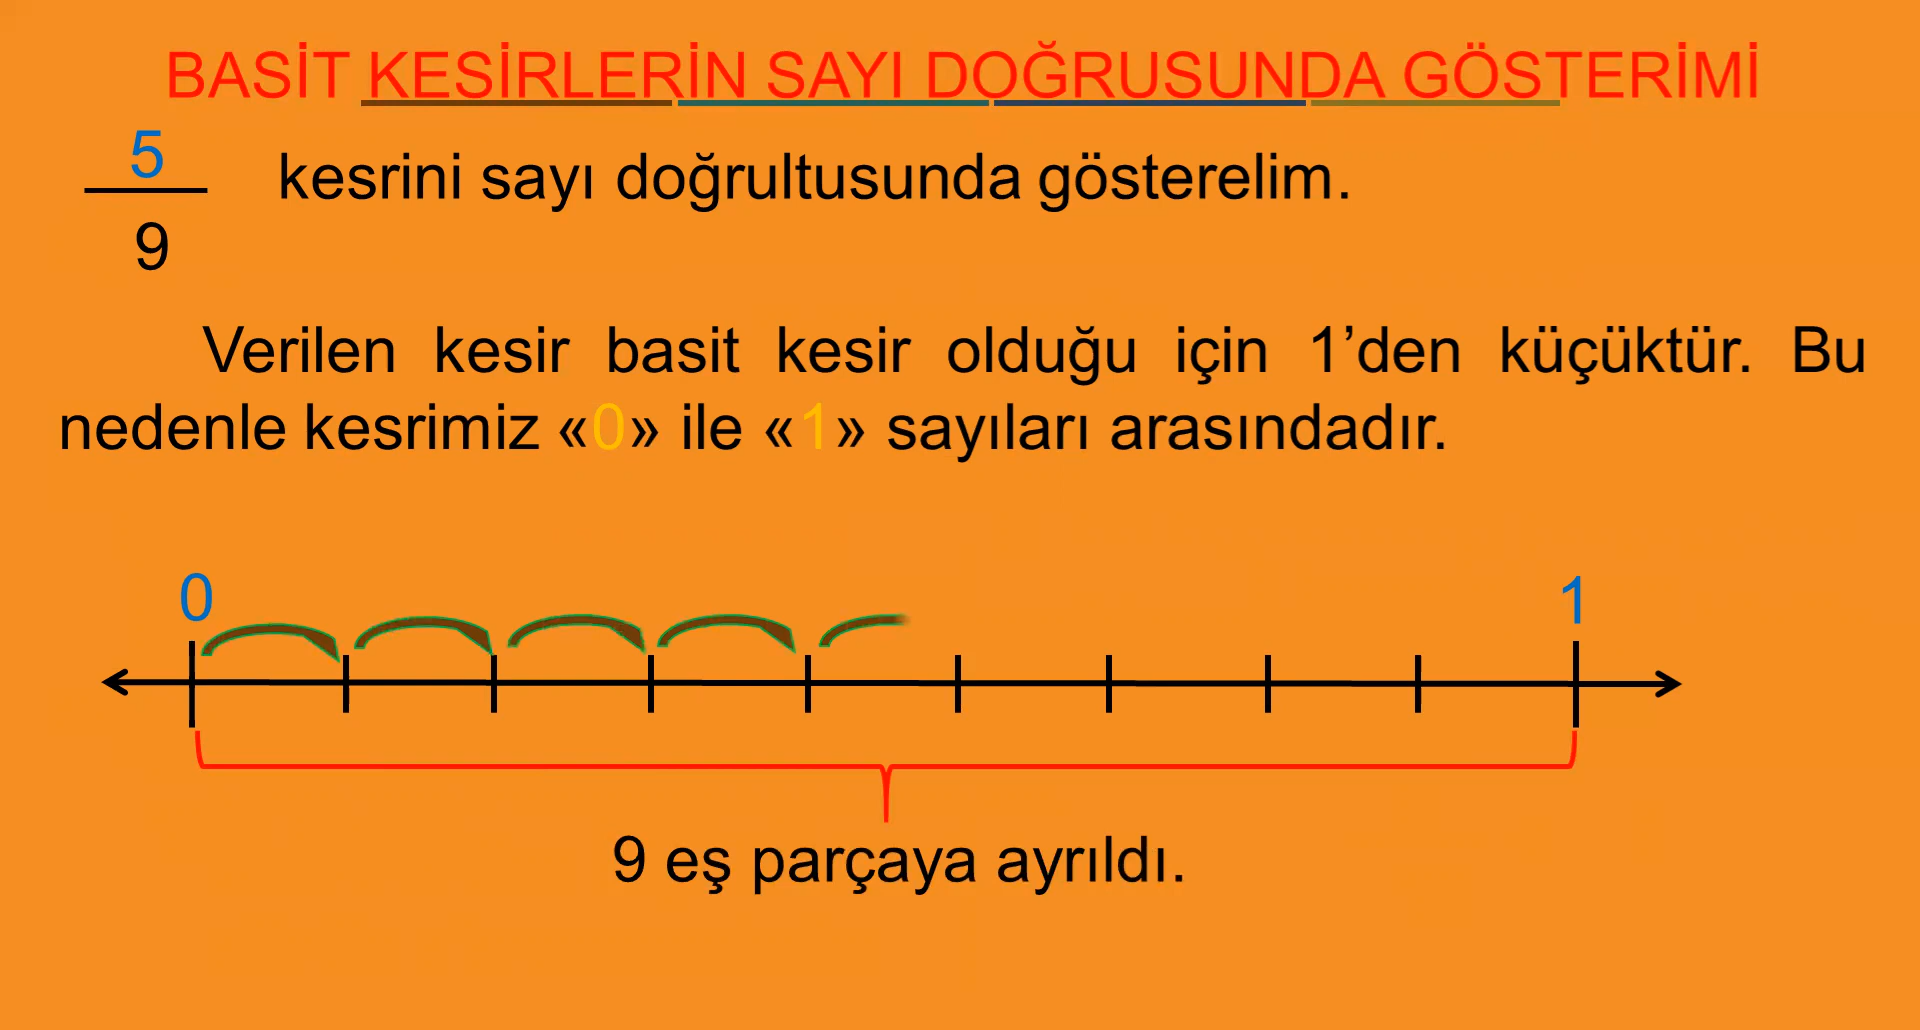 BASİT KESİRLERİN SAYI DOĞRUSUNDA GÖSTERİMİ
5
9
kesrini sayı doğrultusunda gösterelim.
Verilen kesir basit kesir olduğu için 1’den küçüktür. Bu
nedenle kesrimiz «0» ile «1» sayıları arasındadır.
0
1
9 eş parçaya ayrıldı.